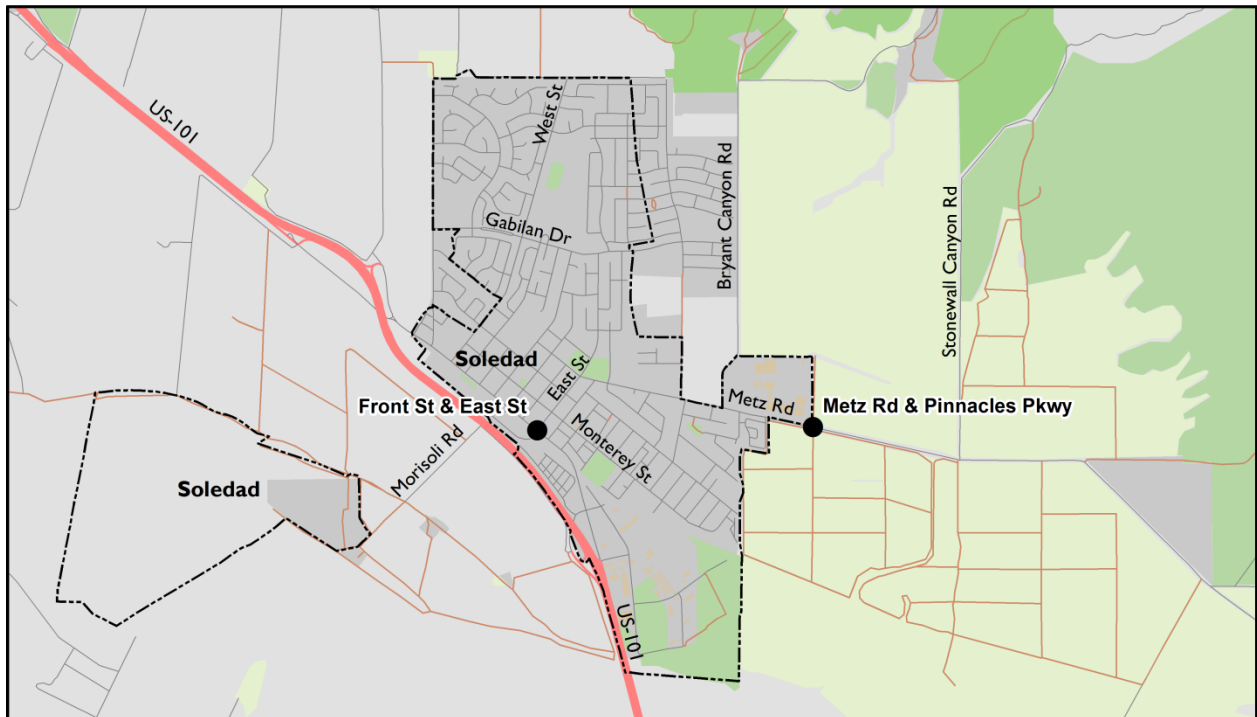 US-101
West St
Gabilan Dr
Bryant Canyon Rd
Stonewall Canyon Rd
Soledad
East St
Front St & East St
Metz Rd
Metz Rd & Pinnacles Pkwy
Monterey St
Morisoli Rd
Soledad
US-101